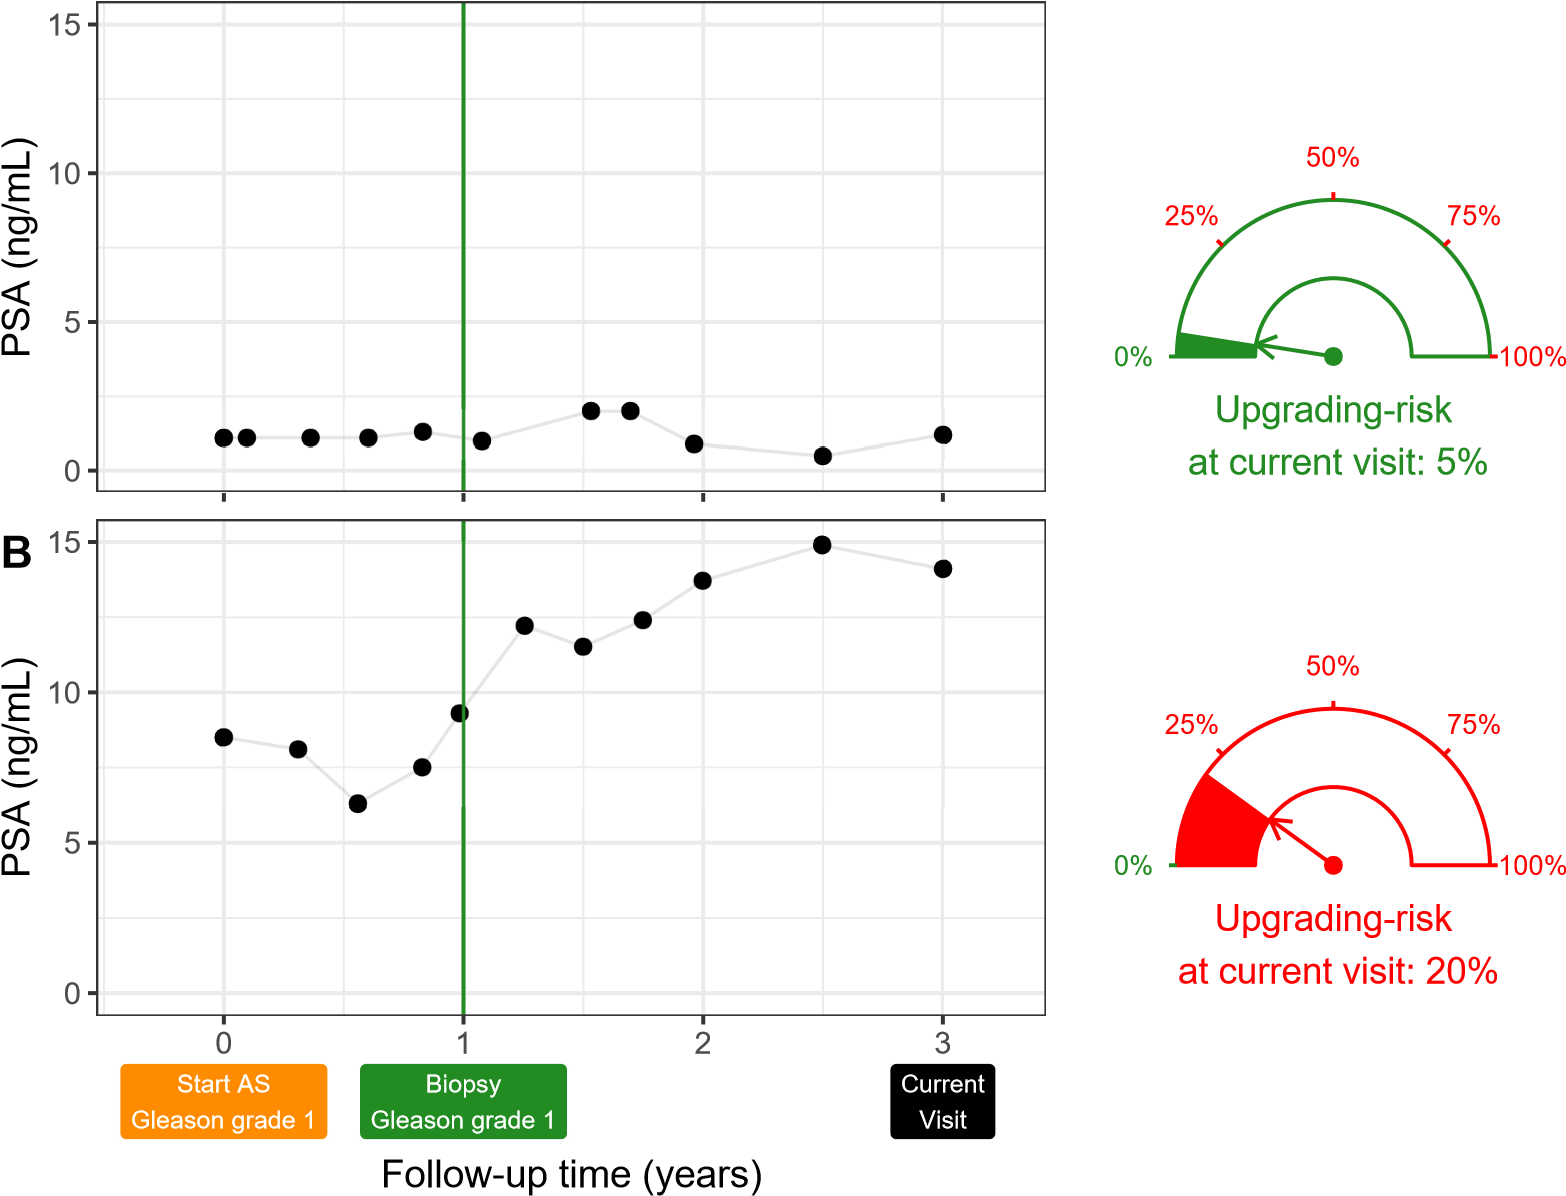 15
10
5
0
PSA (ng/mL)
50%
25%
75%
0%
100%
Upgrading-risk
at current visit: 5%
B
15
10
5
0
PSA (ng/mL)
50%
25%
75%
0%
100%
Upgrading-risk
at current visit: 20%
0
1
2
3
Start AS
Gleason grade 1
Biopsy
Gleason grade 1
Current
Visit
Follow-up time (years)